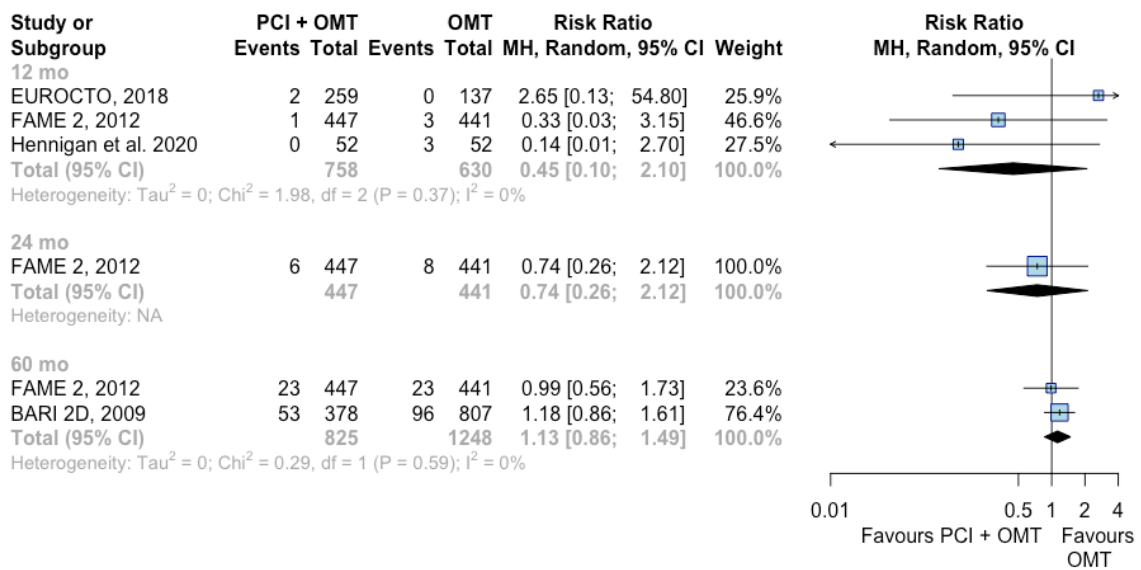 Study or PCI + OMT OMT Risk Ratio Risk Ratio
Subgroup Events Total Events Total MH, Random, 95% CI Weight MH, Random, 95% CI
12 mo
EUROCTO, 2018 2 259 0 137 2.65 [0.13; 54.80] 25.9%
FAME 2, 2012 1 447 3 441 0.33 [0.03; 3.15] 46.6%
Hennigan et al. 2020 0 52 3 52 0.14 [0.01; 2.70] 27.5%
Total (95% CI) 758 630 0.45 [0.10; 2.10] 100.0%
Heterogeneity: Tau² = 0; Chi² = 1.98, df = 2 (P = 0.37); I² = 0%
24 mo
FAME 2, 2012 6 447 8 441 0.74 [0.26; 2.12] 100.0%
Total (95% CI) 447 441 0.74 [0.26; 2.12] 100.0%
Heterogeneity: NA
60 mo
FAME 2, 2012 23 447 23 441 0.99 [0.56; 1.73] 23.6%
BARI 2D, 2009 53 378 96 807 1.18 [0.86; 1.61] 76.4%
Total (95% CI) 825 1248 1.13 [0.86; 1.49] 100.0%
Heterogeneity: Tau² = 0; Chi² = 0.29, df = 1 (P = 0.59); I² = 0%
0.01 0.5 1 2 4
Favours PCI + OMT Favours
OMT